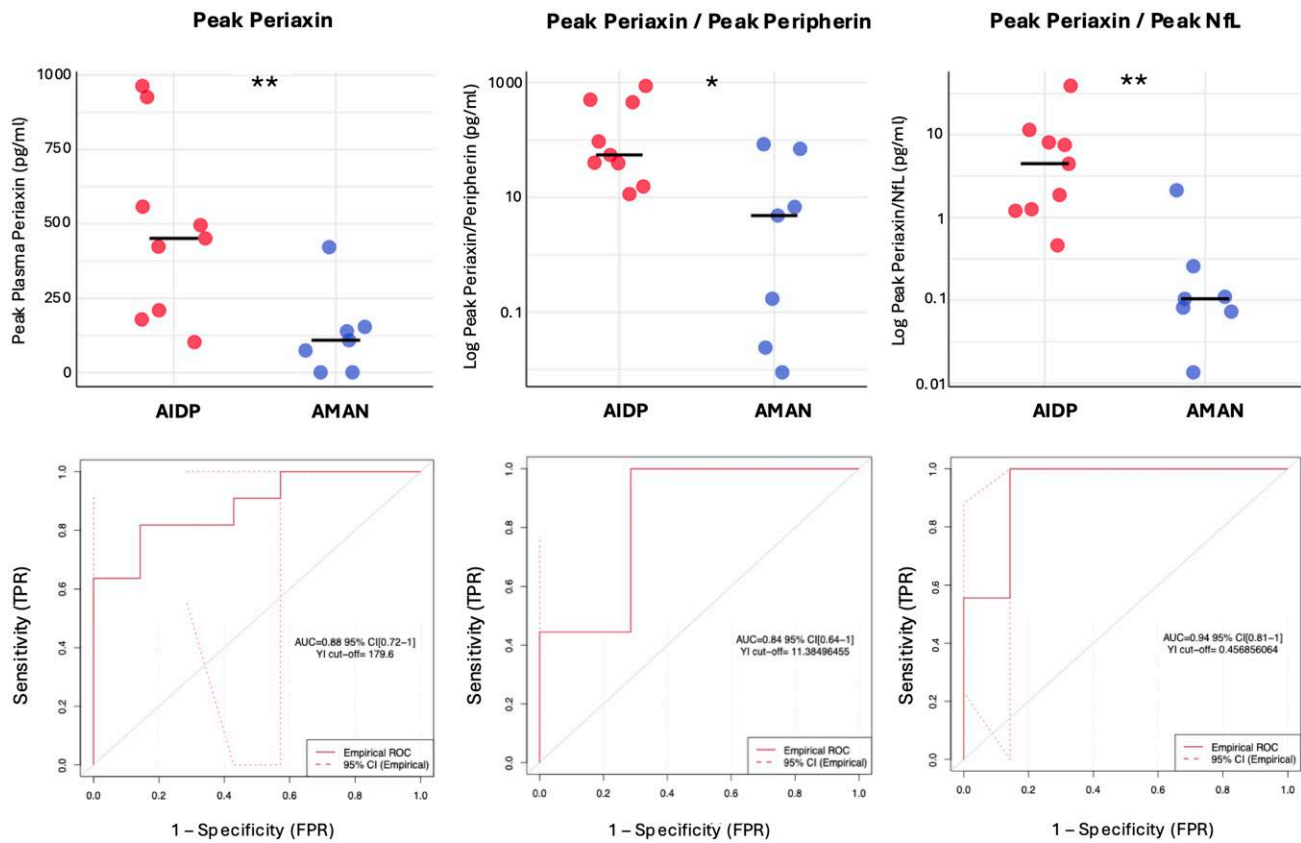 Peak Periaxin
Peak Periaxin / Peak Peripherin
Peak Periaxin / Peak NfL
Peak Plasma Periaxin (pg/ml)
1000
750
500
250
0
**
AIDP
AMAN
Log Peak Periaxin/Peripherin (pg/ml)
1000
10
0.1
*
AIDP
AMAN
Log Peak Periaxin/NfL (pg/ml)
10
1
0.1
0.01
**
AIDP
AMAN
Sensitivity (TPR)
1.0
0.8
0.6
0.4
0.2
0.0
AUC=0.88 95% CI[0.72-1]
YI cut-off= 179.6
Empirical ROC
95% CI (Empirical)
0.0 0.2 0.4 0.6 0.8 1.0
1 – Specificity (FPR)
Sensitivity (TPR)
1.0
0.8
0.6
0.4
0.2
0.0
AUC=0.84 95% CI[0.64-1]
YI cut-off= 11.38496455
Empirical ROC
95% CI (Empirical)
0.0 0.2 0.4 0.6 0.8 1.0
1 – Specificity (FPR)
Sensitivity (TPR)
1.0
0.8
0.6
0.4
0.2
0.0
AUC=0.94 95% CI[0.81-1]
YI cut-off= 0.456856064
Empirical ROC
95% CI (Empirical)
0.0 0.2 0.4 0.6 0.8 1.0
1 – Specificity (FPR)